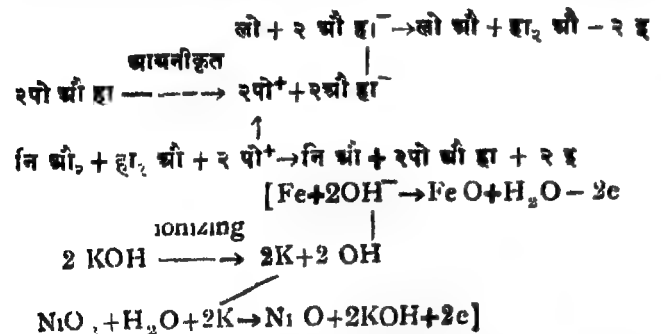 लो + २ औ हा⁻ → लो औ + हा₂ औ − २ इ
आयनीकृत
२पो औ हा ----→ २पो⁺ + २औ हा⁻
नि औ₂ + हा₂ औ + २ पो⁺ → नि औ + २पो औ हा + २ इ
[Fe+2OH⁻ → FeO+H₂O − 2e
ionizing
2 KOH ——→ 2K+2 OH
NiO₂+H₂O+2K → Ni O+2KOH+2e]